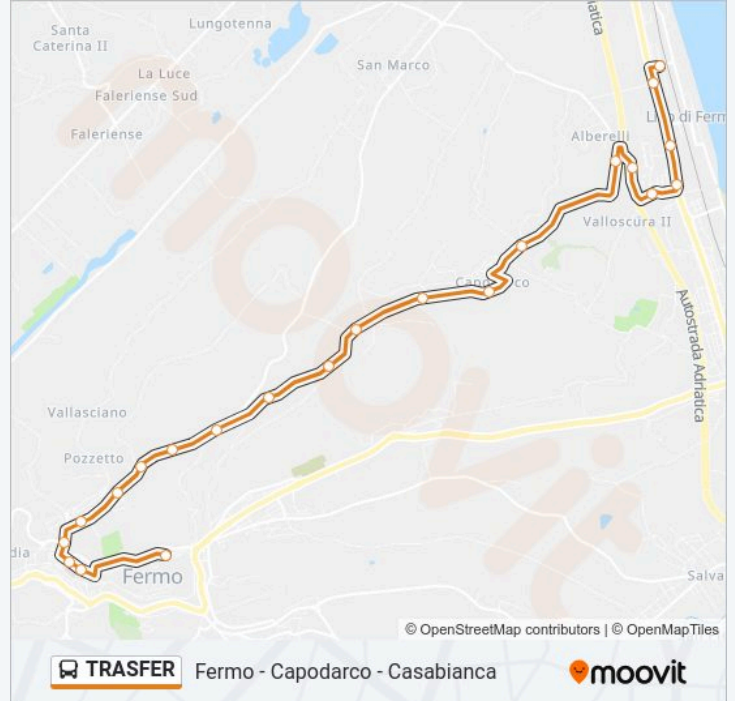 Santa
Caterina II
Lungotenna
La Luce
Faleriense Sud
Faleriense
San Marco
Alberelli
Valloscura II
Autostrada Adriatica
Vallasciano
Pozzetto
Fermo
© OpenStreetMap contributors | © OpenMapTiles
TRASFER
Fermo - Capodarco - Casabianca
moovit